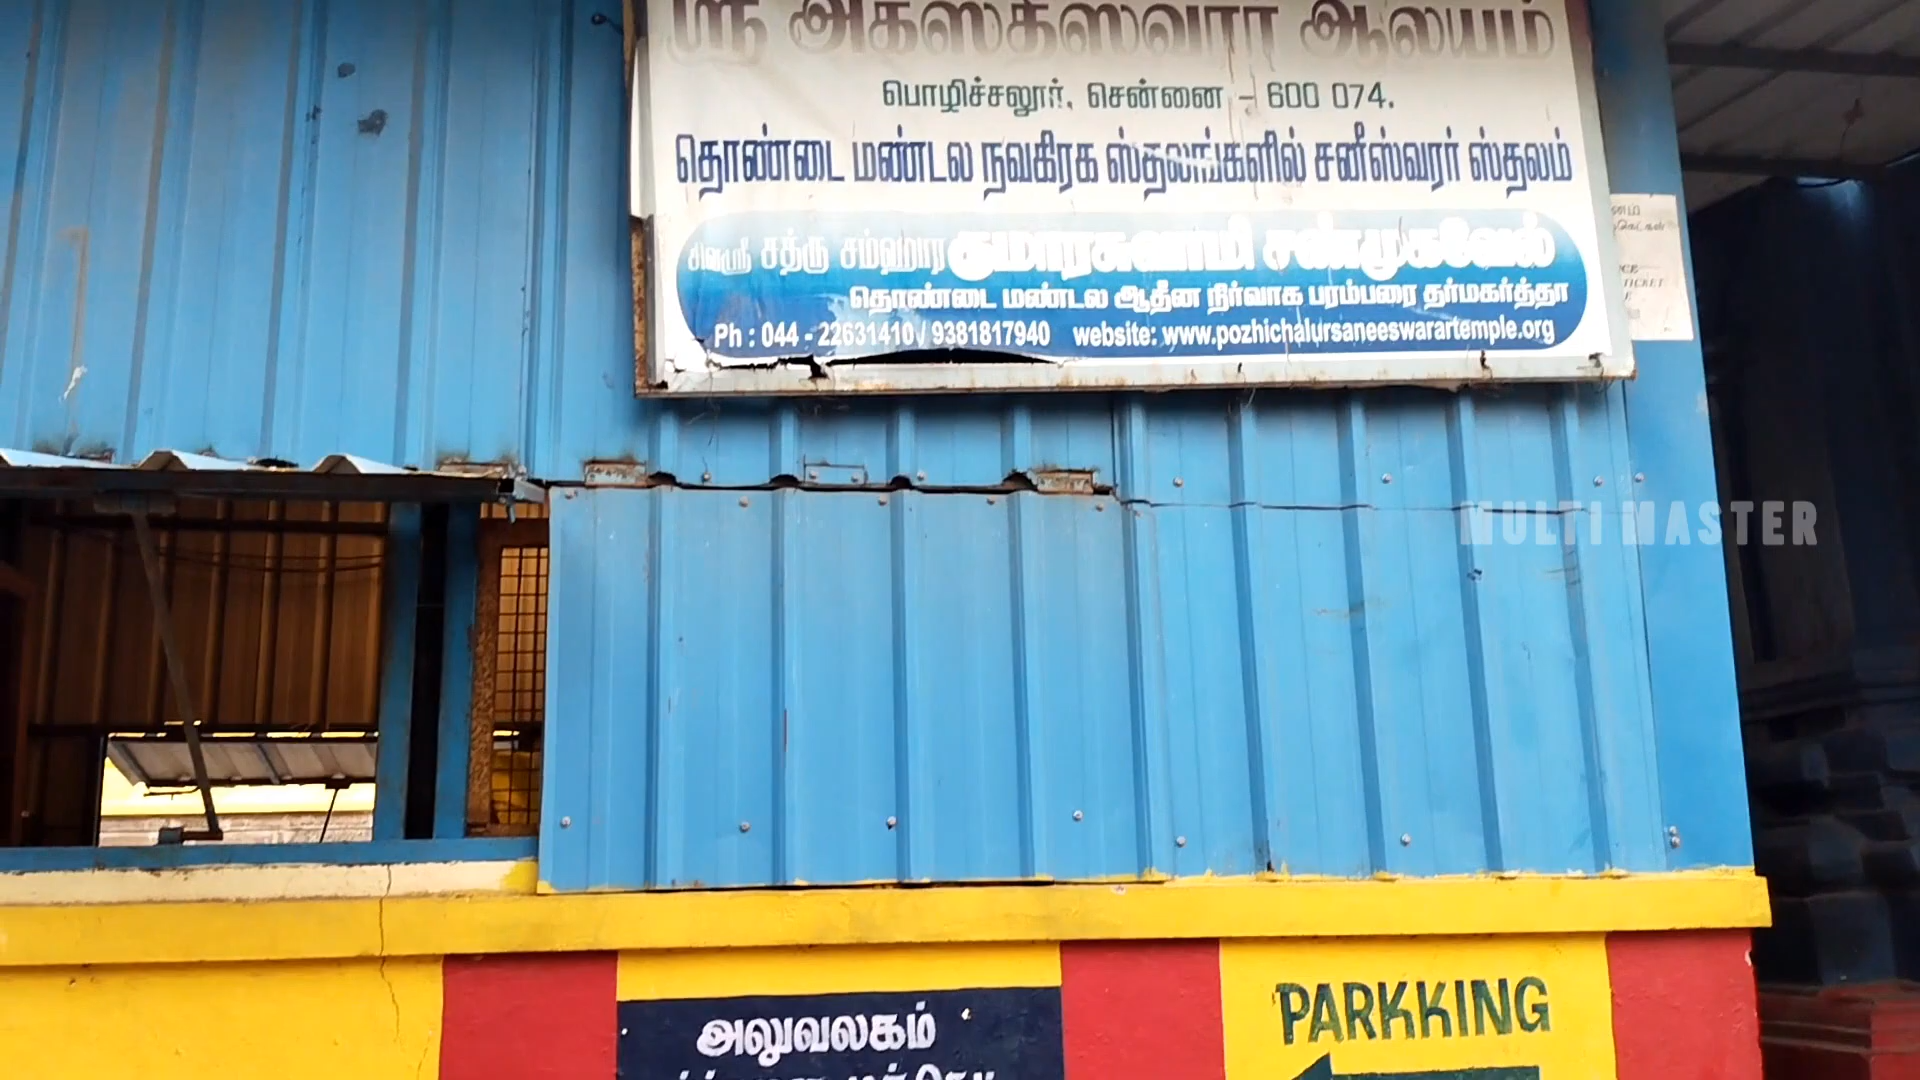 ஸ்ரீ அகஸ்தீஸ்வரர் ஆலயம்
பொழிச்சலூர், சென்னை - 600 074.
தொண்டை மண்டல நவகிரக ஸ்தலங்களில் சனீஸ்வரர் ஸ்தலம்
சத்ரு சம்ஹார குமாரசுவாமி சண்முகவேல்
தொண்டை மண்டல ஆதீன நிர்வாக பரம்பரை தர்மகர்த்தா
Ph : 044 - 22631410 / 9381817940 website: www.pozhichalursaneeswarartemple.org
TICKET
MULTI MASTER
அலுவலகம்
PARKKING